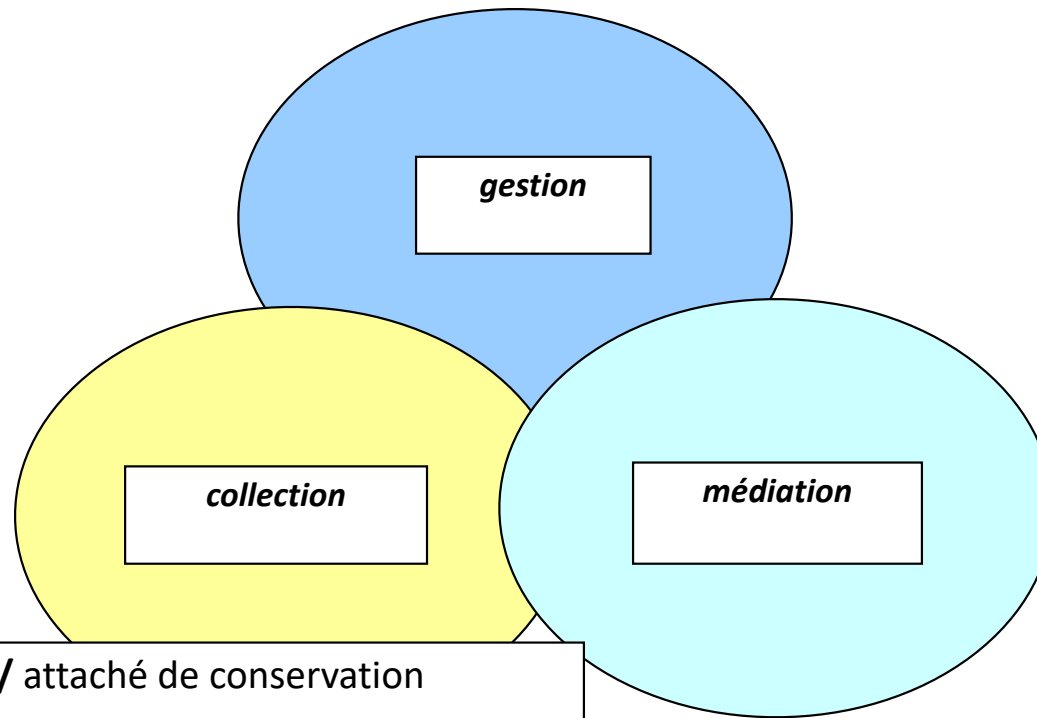 gestion
collection
médiation
/ attaché de conservation